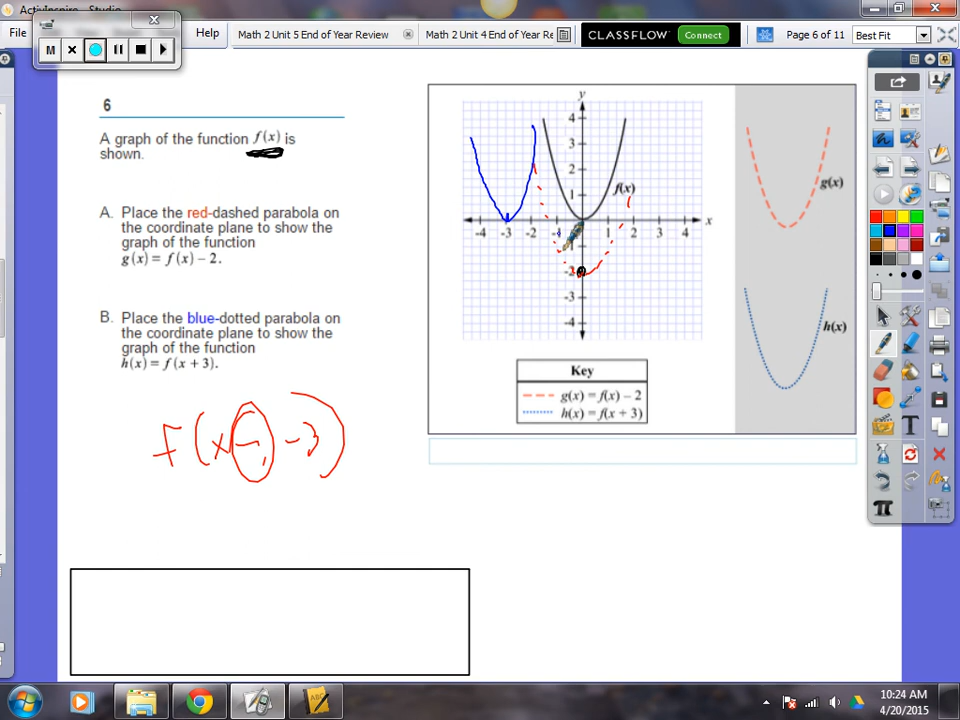 ActivInspire - Studio
File
Help
Math 2 Unit 5 End of Year Review
Math 2 Unit 4 End of Year Re
CLASSFLOW
Connect
Page 6 of 11
Best Fit
M
6
A graph of the function f(x) is
shown.
A. Place the red-dashed parabola on
the coordinate plane to show the
graph of the function
g(x) = f(x) – 2.
B. Place the blue-dotted parabola on
the coordinate plane to show the
graph of the function
h(x) = f(x + 3).
f(x - -3)
y
4
3
2
1
f(x)
-4 -3 -2 -1 1 2 3 4 x
-1
-2
-3
-4
g(x)
h(x)
Key
g(x) = f(x) – 2
h(x) = f(x + 3)
T
π
10:24 AM
4/20/2015